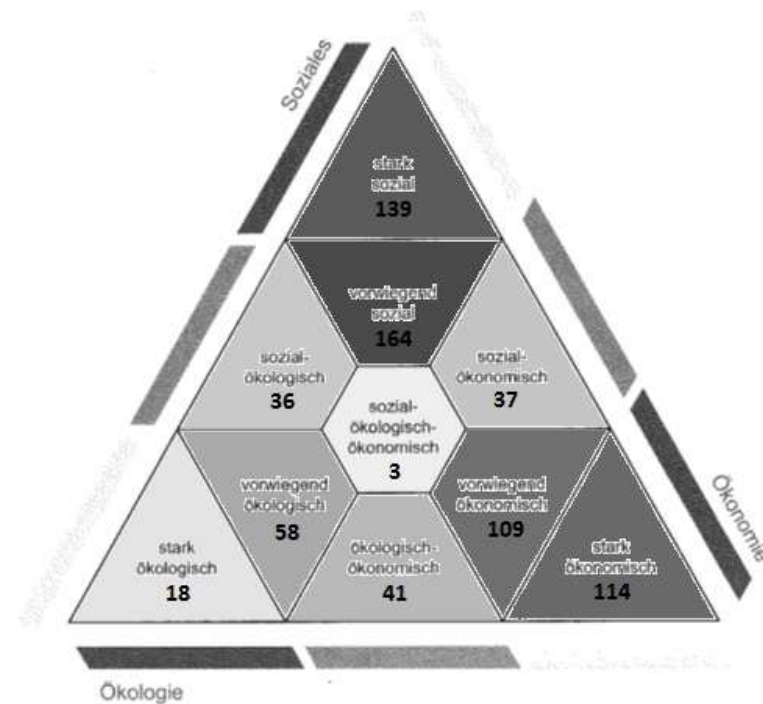 Soziales
stark
sozial
139
vorwiegend
sozial
164
sozial-
ökologisch
36
sozial-
ökonomisch
37
sozial-
ökologisch-
ökonomisch
3
vorwiegend
ökologisch
58
vorwiegend
ökonomisch
109
stark
ökologisch
18
ökologisch-
ökonomisch
41
stark
ökonomisch
114
Ökonomie
Ökologie